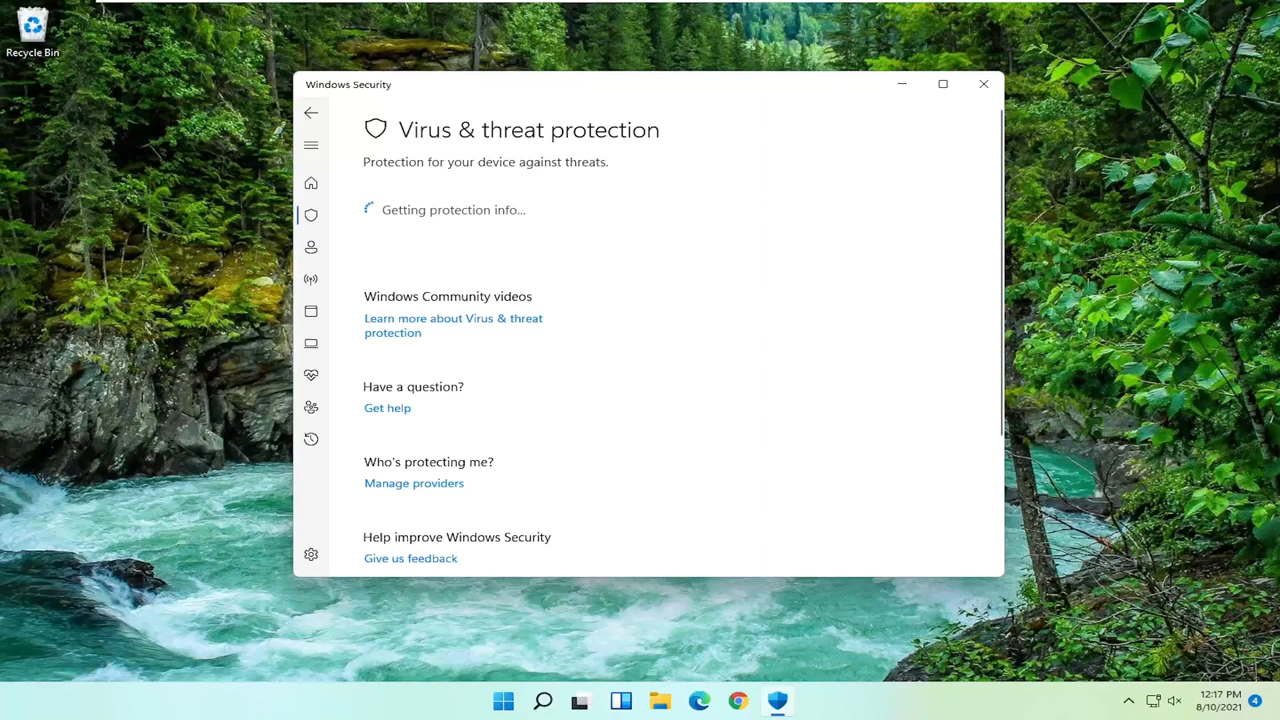 Recycle Bin
Windows Security
Virus & threat protection
Protection for your device against threats.
Getting protection info...
Windows Community videos
Learn more about Virus & threat
protection
Have a question?
Get help
Who's protecting me?
Manage providers
Help improve Windows Security
Give us feedback
12:17 PM
8/10/2021
4